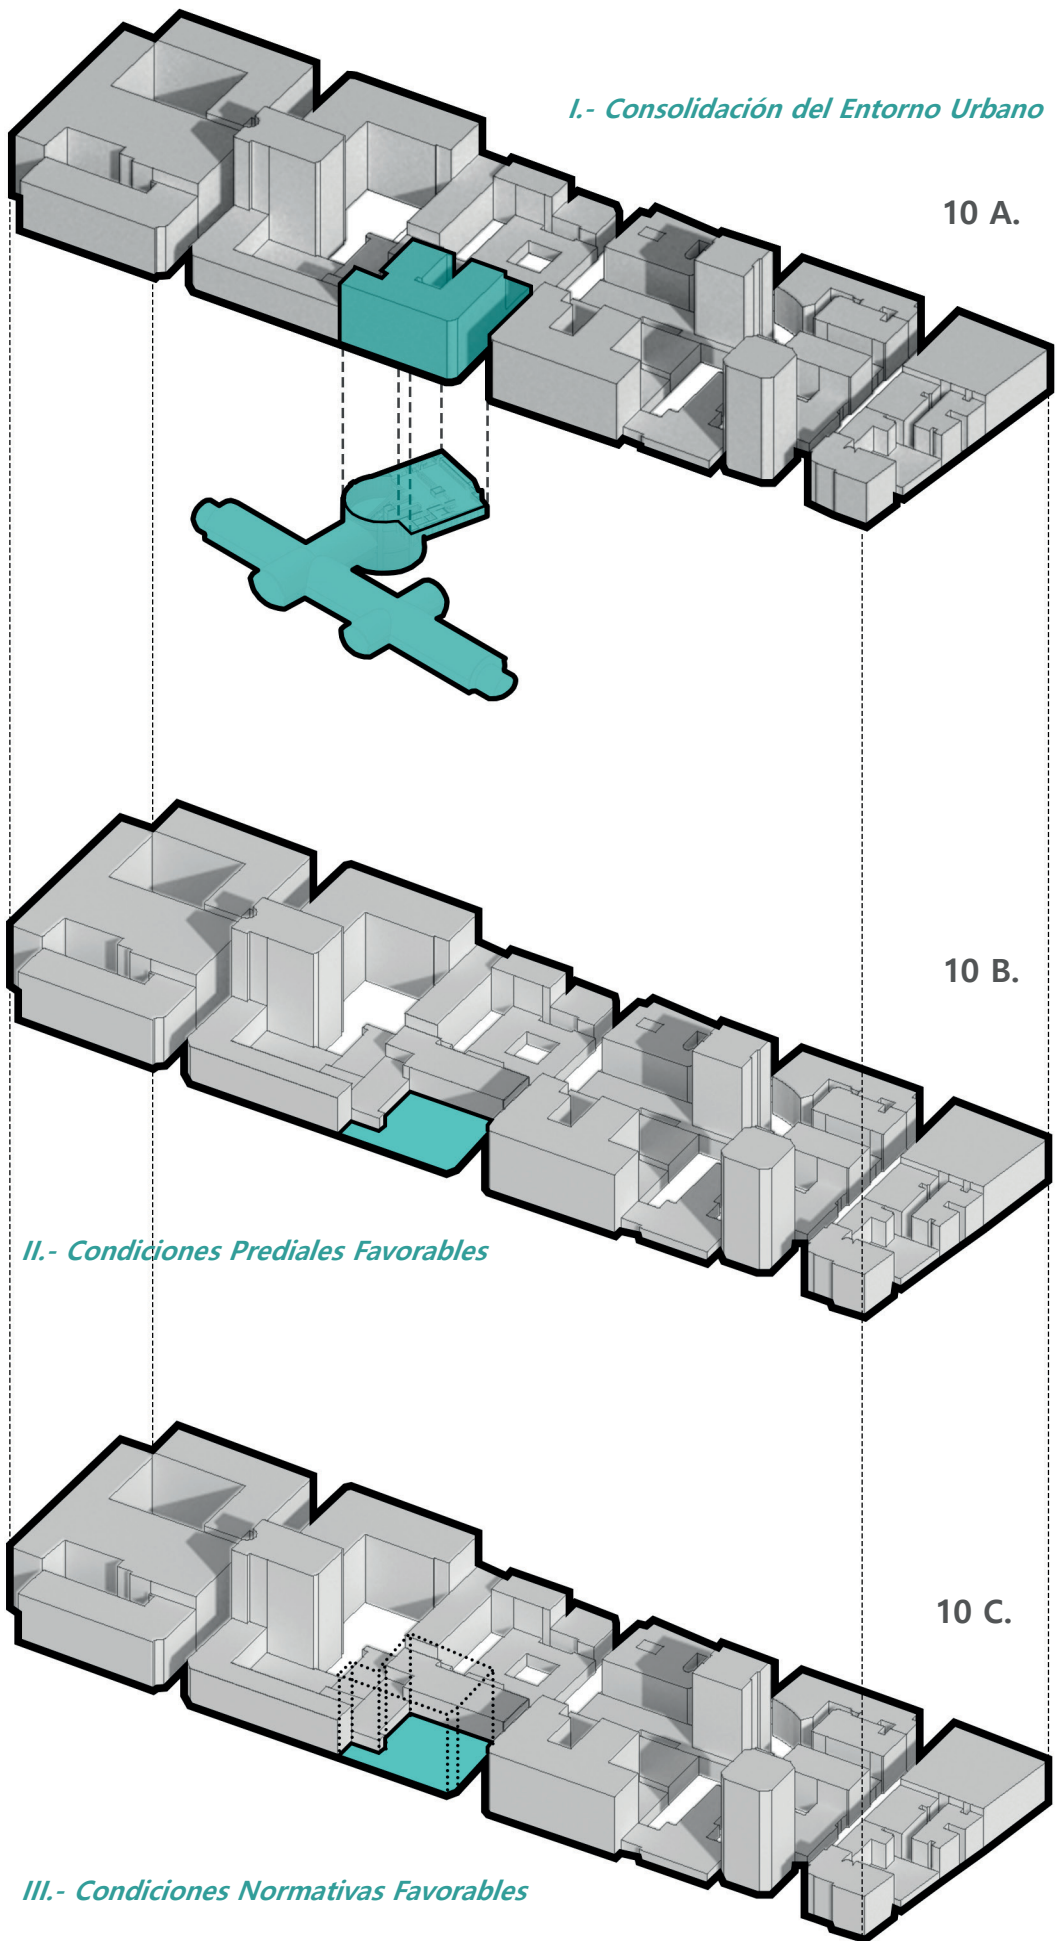 I.- Consolidación del Entorno Urbano
10 A.
10 B.
II.- Condiciones Prediales Favorables
10 C.
III.- Condiciones Normativas Favorables